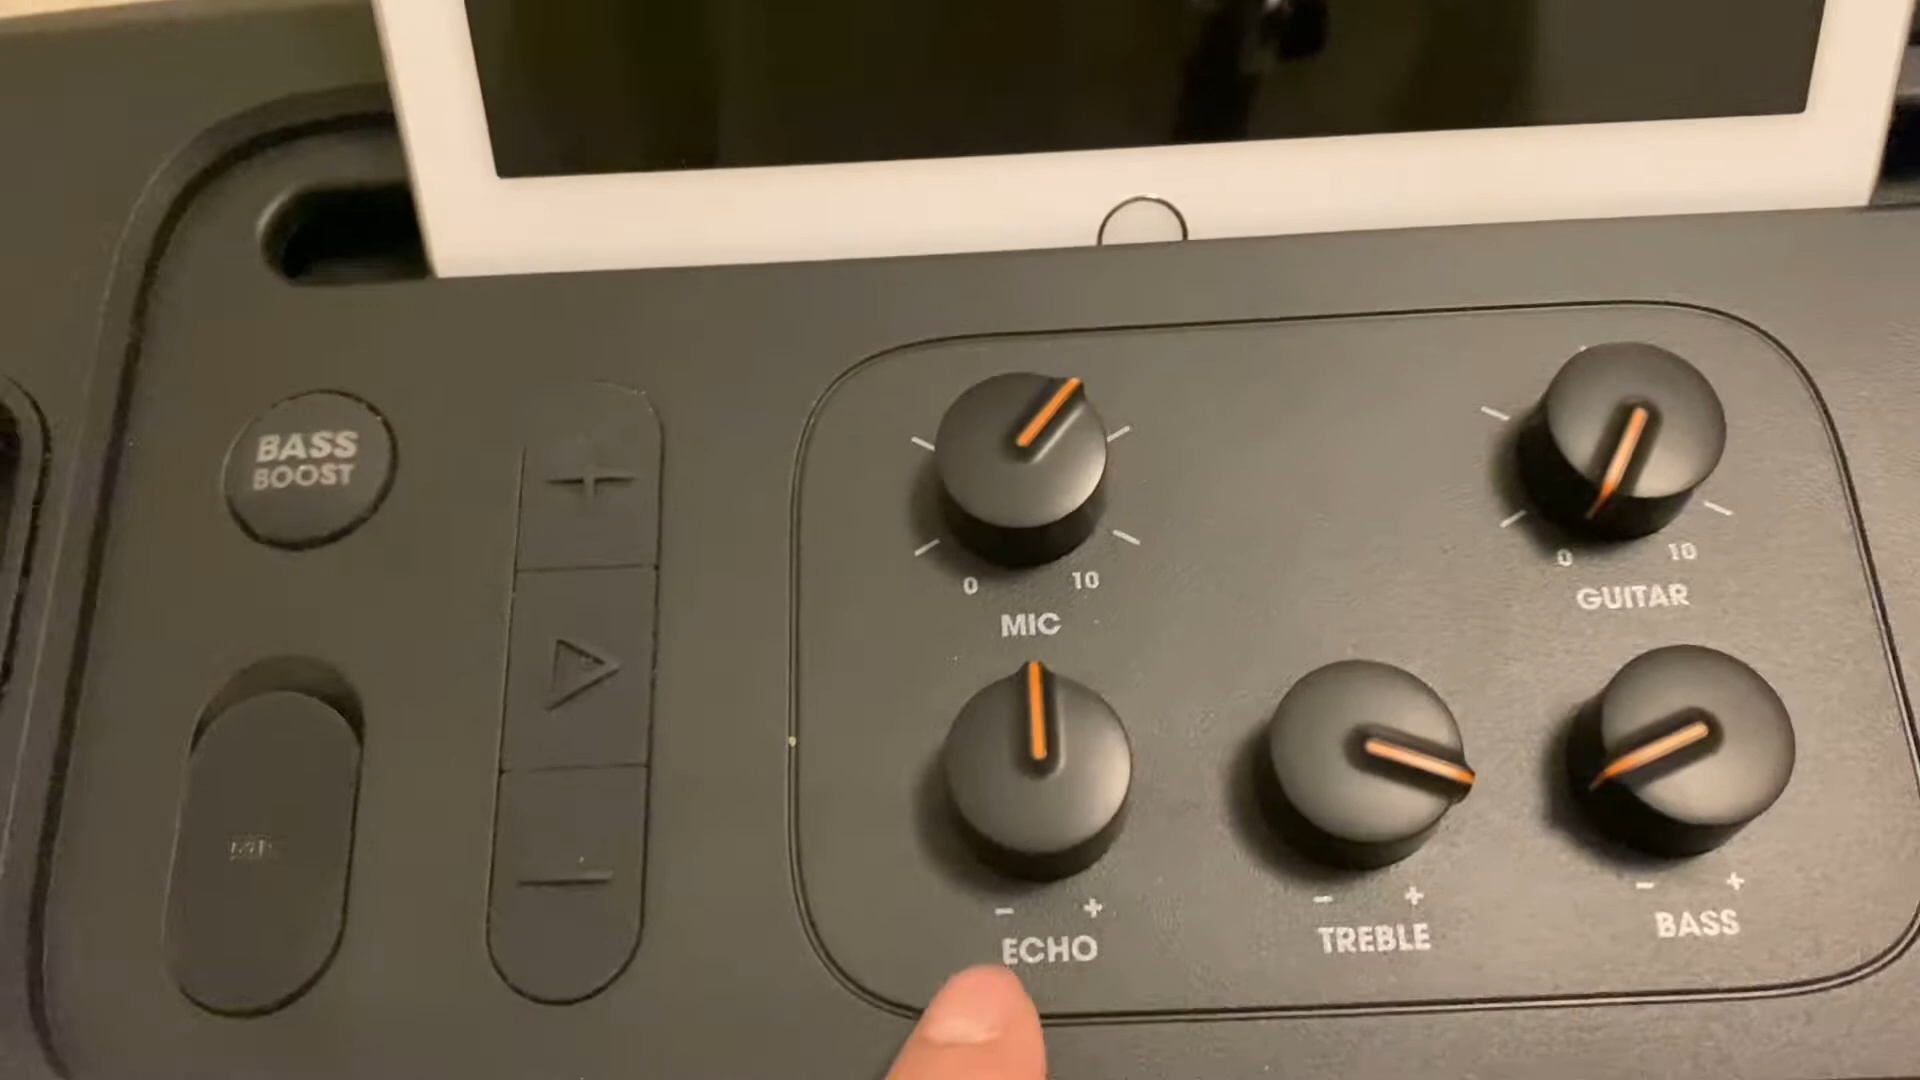 BASS
BOOST
+
0 10
MIC
0 10
GUITAR
- +
ECHO
- +
TREBLE
- +
BASS